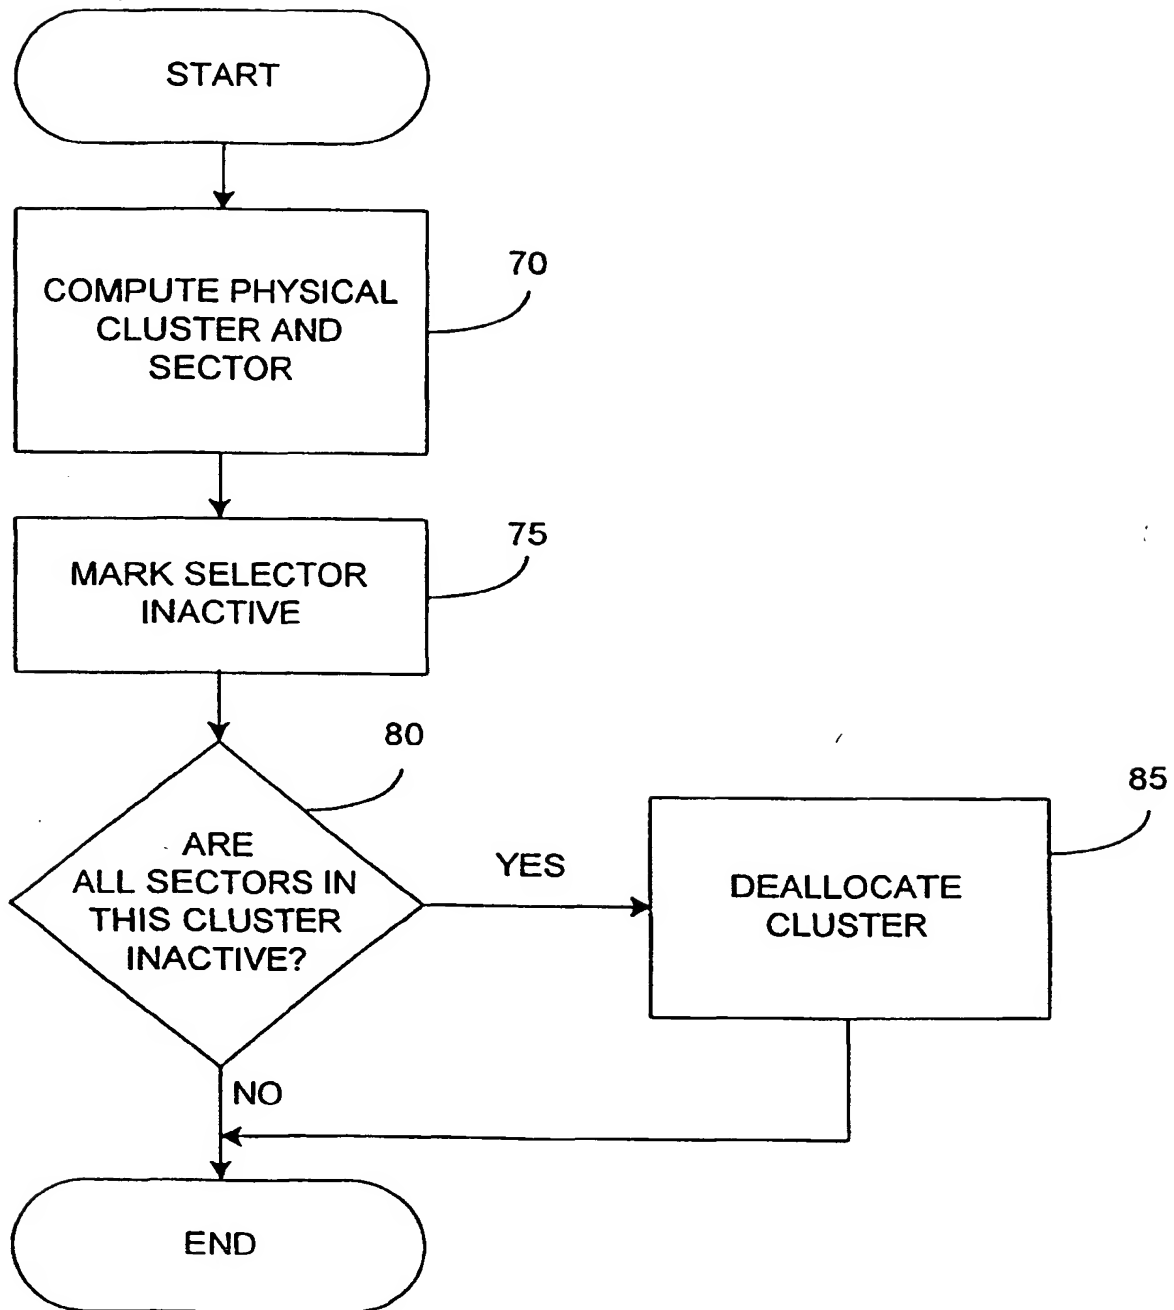 START
COMPUTE PHYSICAL
CLUSTER AND
SECTOR
70
MARK SELECTOR
INACTIVE
75
80
ARE
ALL SECTORS IN
THIS CLUSTER
INACTIVE?
YES
85
DEALLOCATE
CLUSTER
NO
END